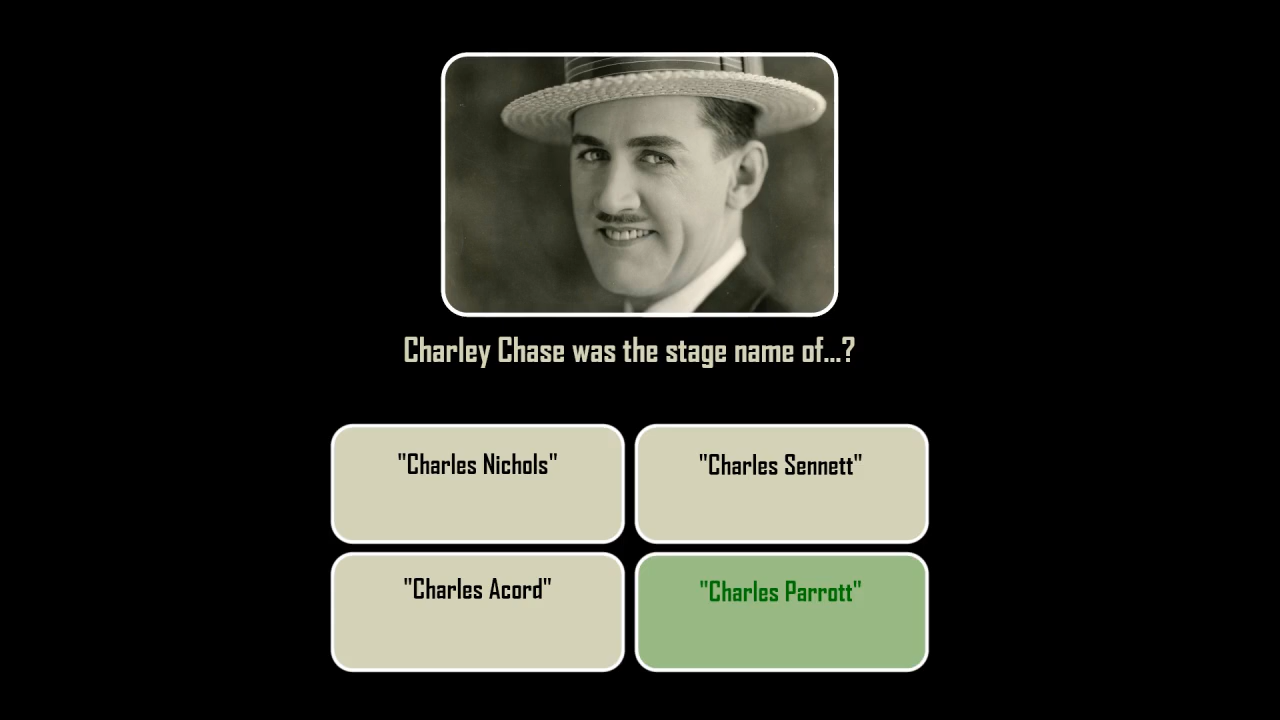 Charley Chase was the stage name of...?
"Charles Nichols"
"Charles Sennett"
"Charles Acord"
"Charles Parrott"